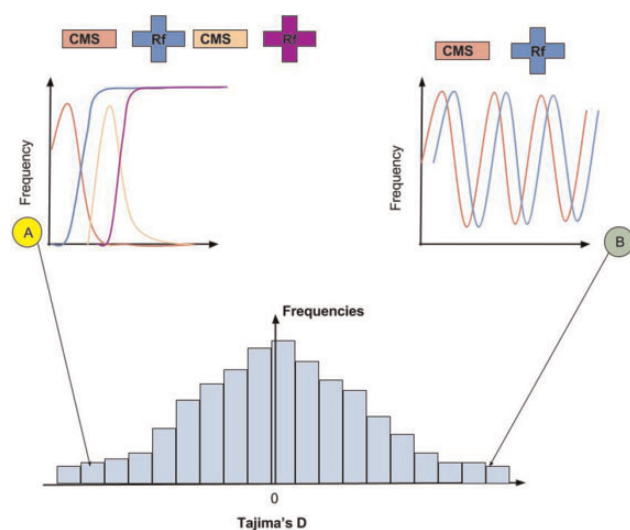 CMS Rf CMS Rf
CMS Rf
Frequency
Frequency
A
B
Frequencies
0
Tajima's D